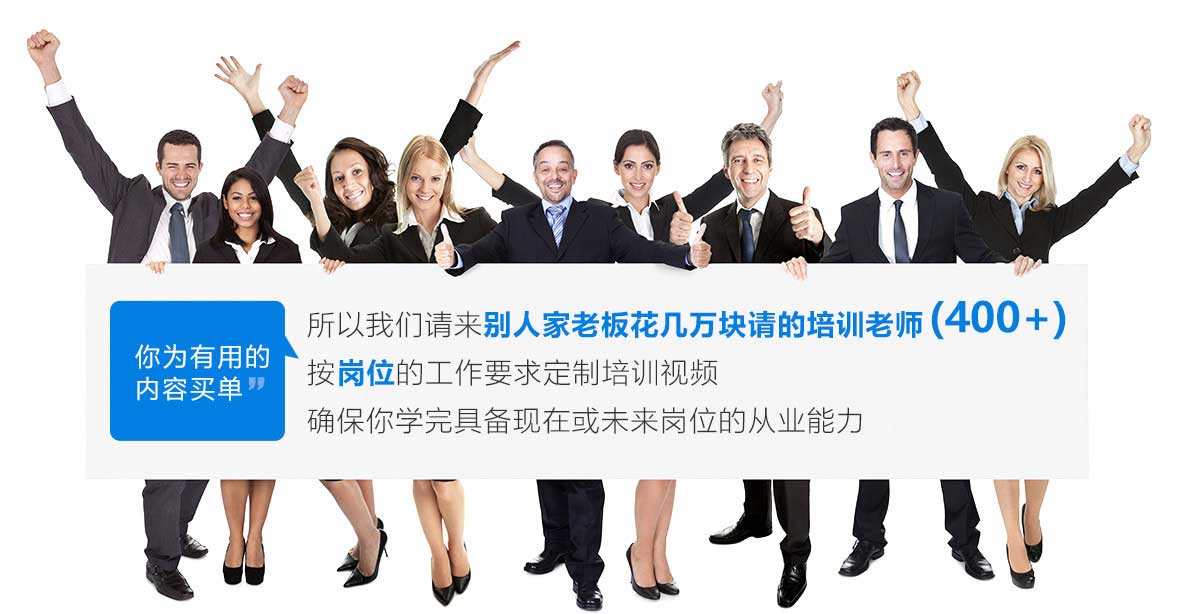 你为有用的
内容买单”
所以我们请来别人家老板花几万块请的培训老师(400+)
按岗位的工作要求定制培训视频
确保你学完具备现在或未来岗位的从业能力